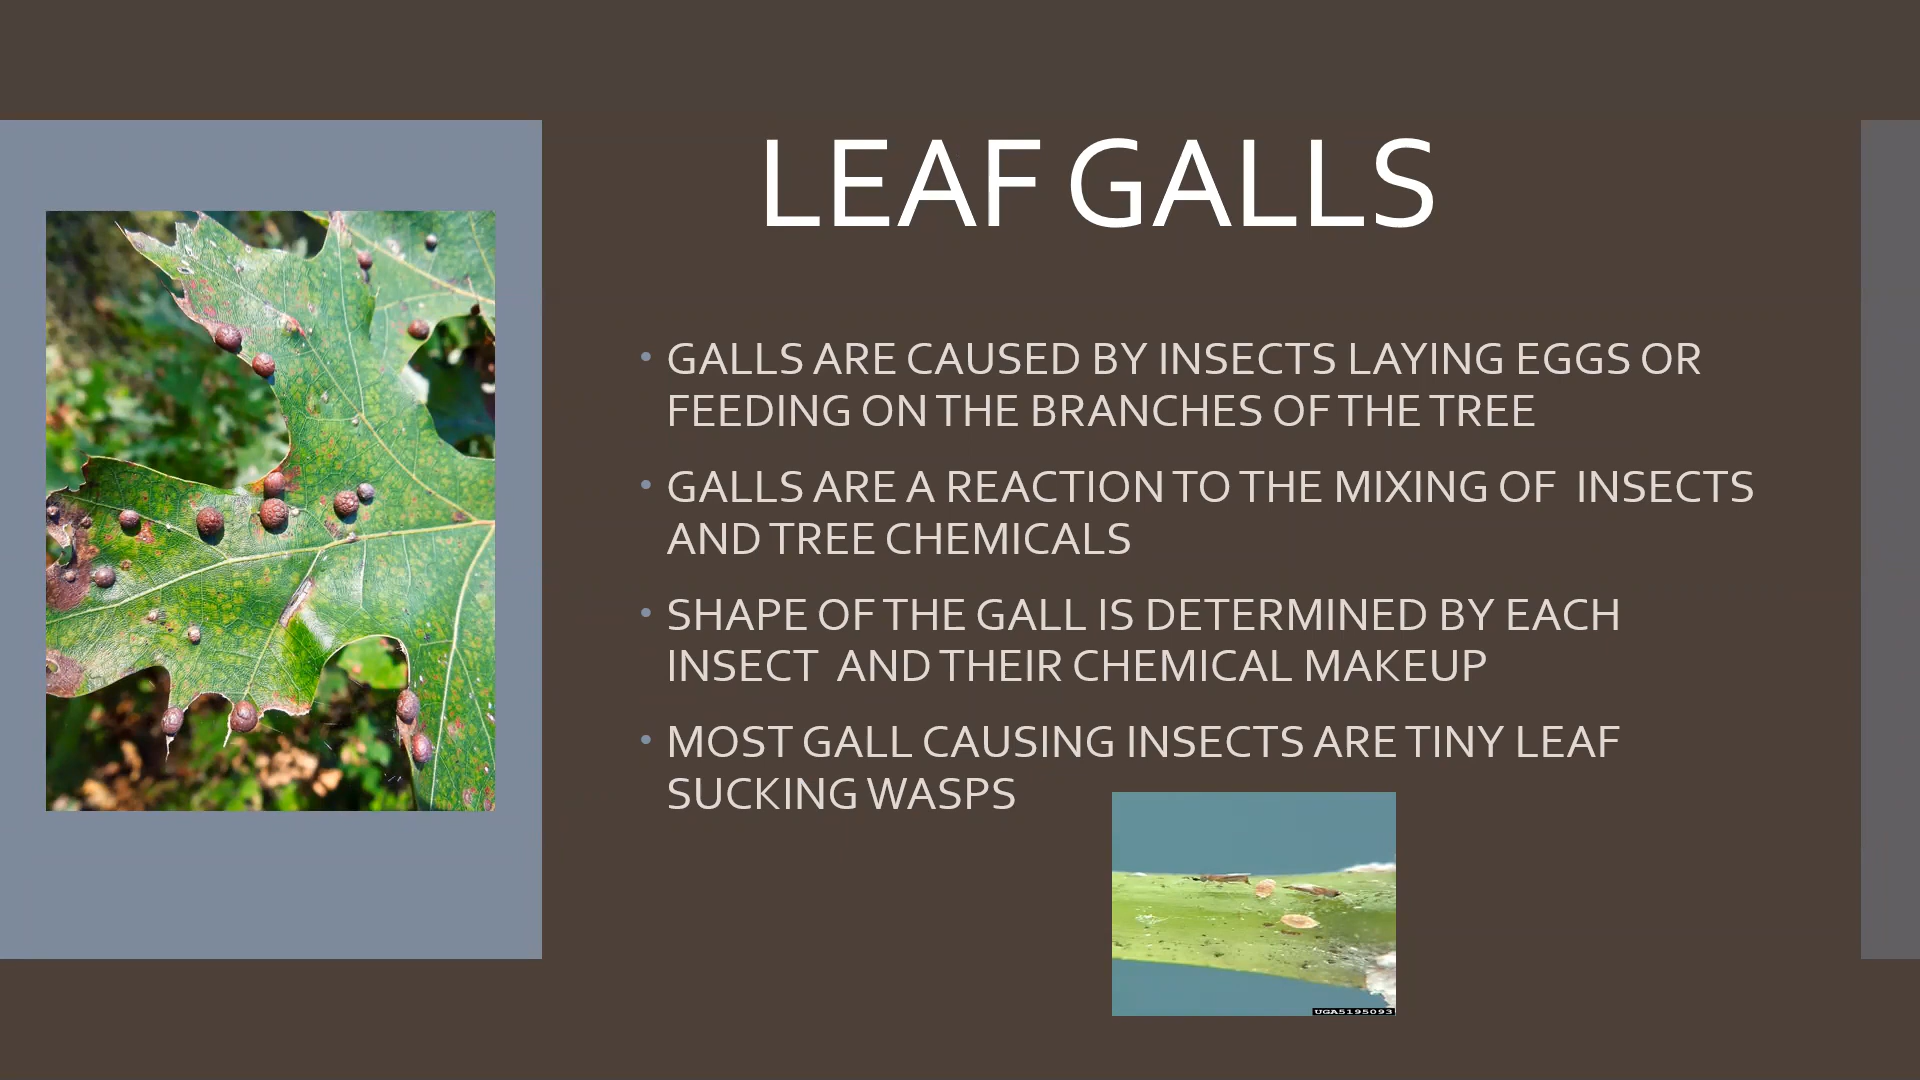 LEAF GALLS
• GALLS ARE CAUSED BY INSECTS LAYING EGGS OR
FEEDING ON THE BRANCHES OF THE TREE
• GALLS ARE A REACTION TO THE MIXING OF  INSECTS
AND TREE CHEMICALS
• SHAPE OF THE GALL IS DETERMINED BY EACH
INSECT  AND THEIR CHEMICAL MAKEUP
• MOST GALL CAUSING INSECTS ARE TINY LEAF
SUCKING WASPS
UGA5195093